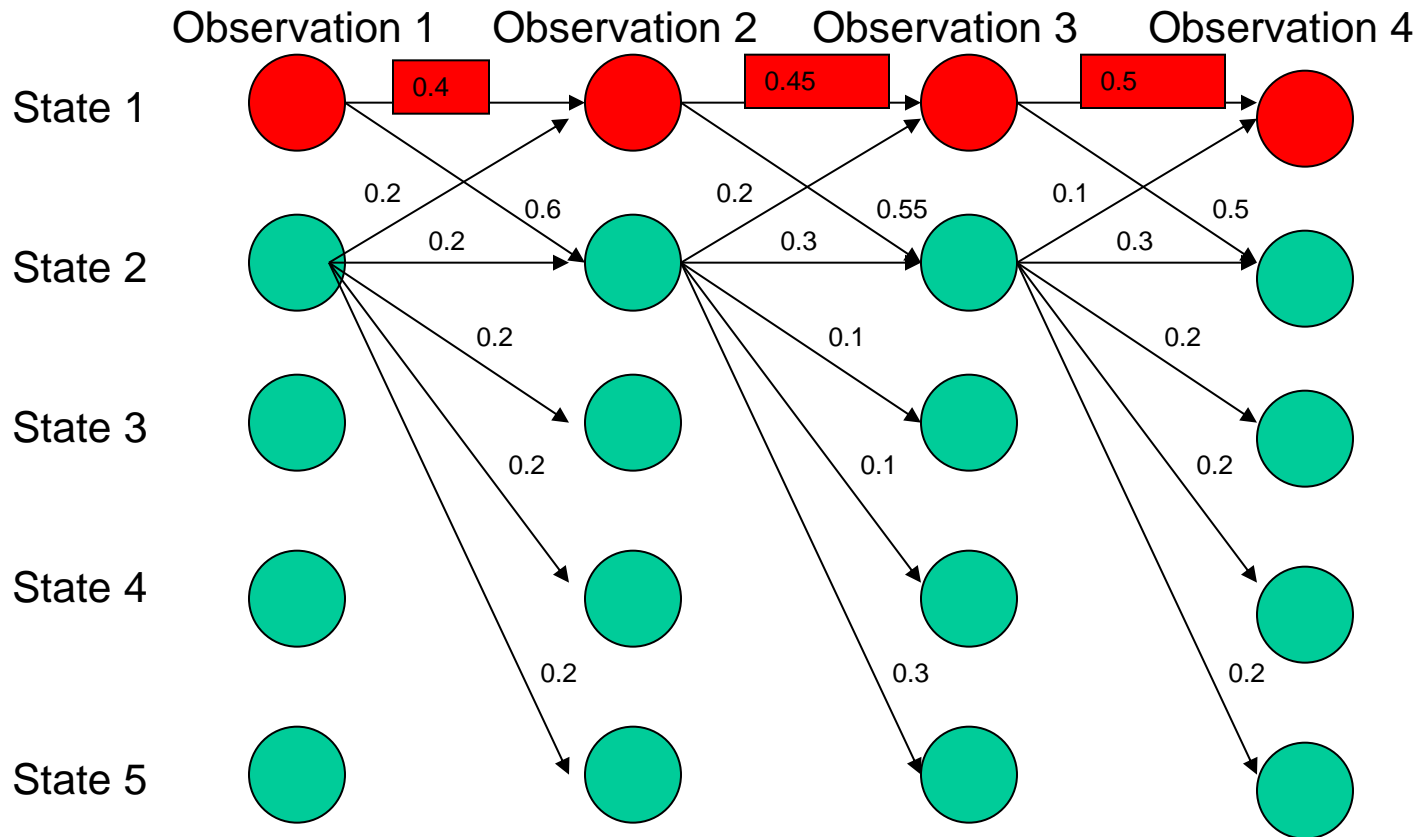 Observation 1 Observation 2 Observation 3 Observation 4
State 1
0.4 0.45 0.5
0.2 0.6 0.2 0.55 0.1 0.5
State 2
0.2 0.3 0.3
0.2 0.1 0.2
State 3
0.2 0.1 0.2
State 4
0.2 0.3 0.2
State 5